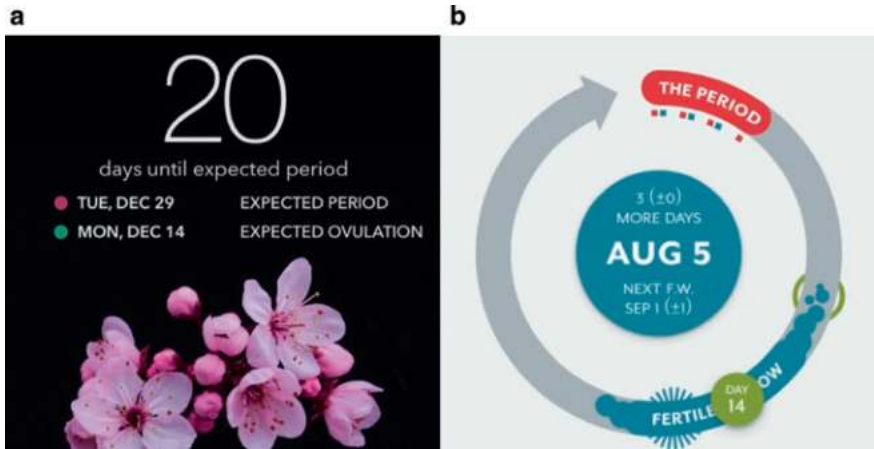 a
20
days until expected period
TUE, DEC 29 EXPECTED PERIOD
MON, DEC 14 EXPECTED OVULATION
b
THE PERIOD
3 (±0)
MORE DAYS
AUG 5
NEXT F.W.
SEP 1 (±1)
FERTILE
DAY
14